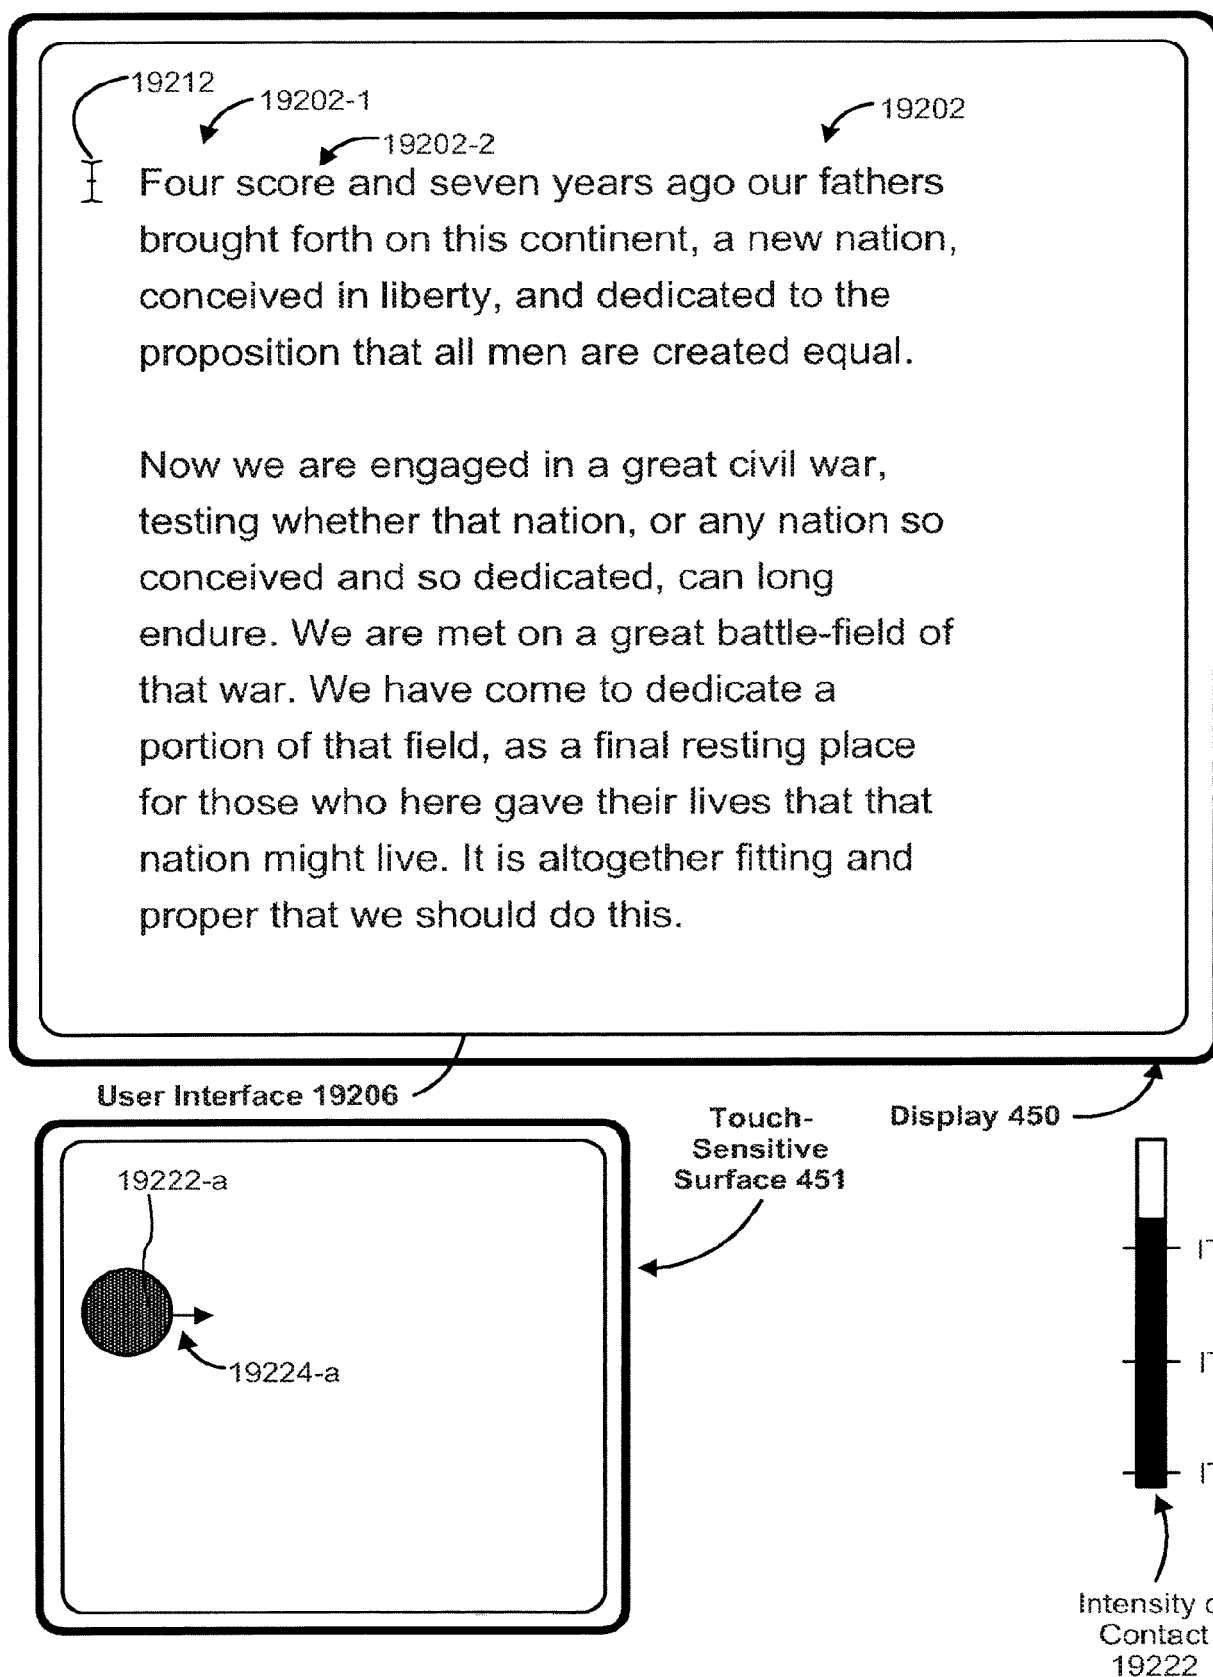 19212
19202-1
19202
19202-2
Four score and seven years ago our fathers
brought forth on this continent, a new nation,
conceived in liberty, and dedicated to the
proposition that all men are created equal.
Now we are engaged in a great civil war,
testing whether that nation, or any nation so
conceived and so dedicated, can long
endure. We are met on a great battle-field of
that war. We have come to dedicate a
portion of that field, as a final resting place
for those who here gave their lives that that
nation might live. It is altogether fitting and
proper that we should do this.
User Interface 19206
Touch-
Sensitive
Surface 451
Display 450
19222-a
19224-a
Intensity
Contact
19222